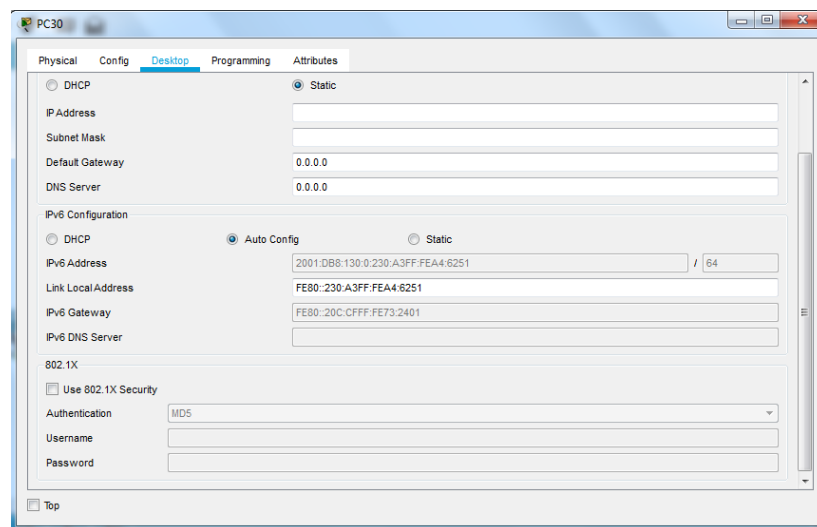 PC30
Physical Config Desktop Programming Attributes
DHCP Static
IP Address
Subnet Mask
Default Gateway 0.0.0.0
DNS Server 0.0.0.0
IPv6 Configuration
DHCP Auto Config Static
IPv6 Address 2001:DB8:130:0:230:A3FF:FEA4:6251 / 64
Link Local Address FE80::230:A3FF:FEA4:6251
IPv6 Gateway FE80::20C:CFFF:FE73:2401
IPv6 DNS Server
802.1X
Use 802.1X Security
Authentication MD5
Username
Password
Top